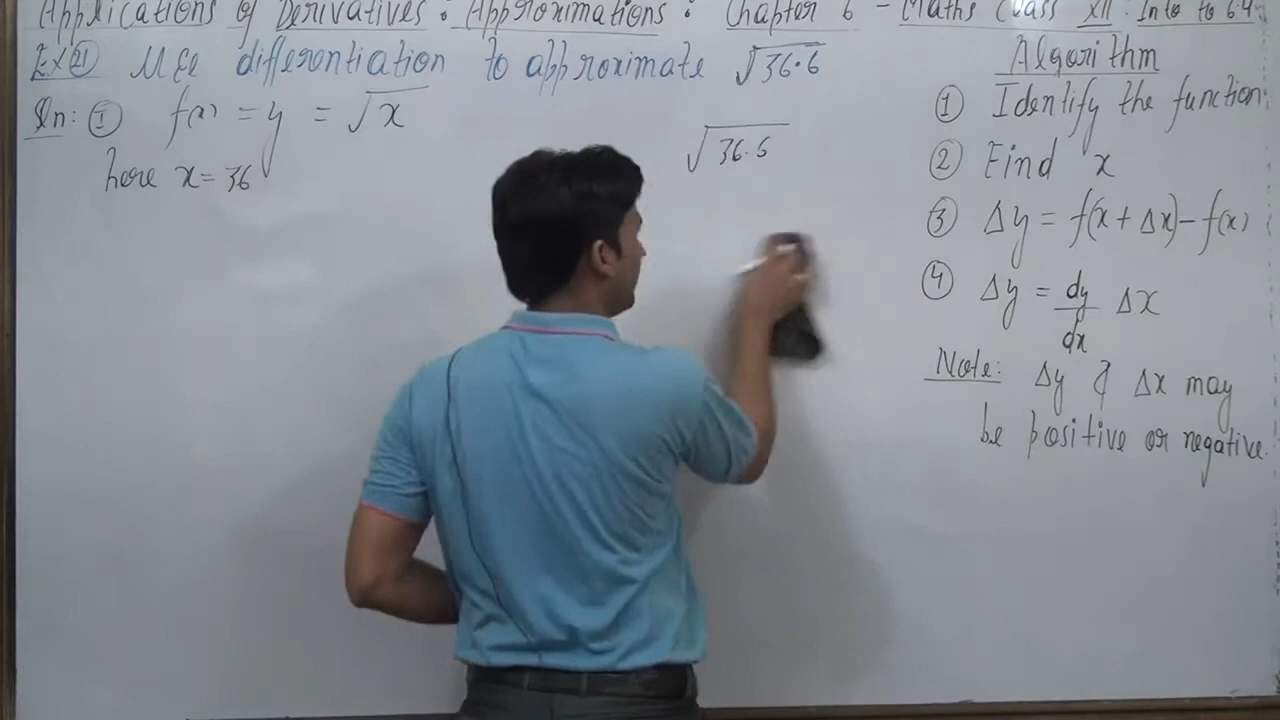 Applications of Derivatives: Approximations: Chapter 6 - Maths Class XII: Into to 6.4
Ex 21 Use differentiation to approximate √36.6
Sn: ① f(x) = y = √x
here x = 36
√36.6
Algorithm
① Identify the function:
② Find x
③ Δy = f(x + Δx) - f(x)
④ Δy = dy/dx Δx
Note: Δy & Δx may
be positive or negative.